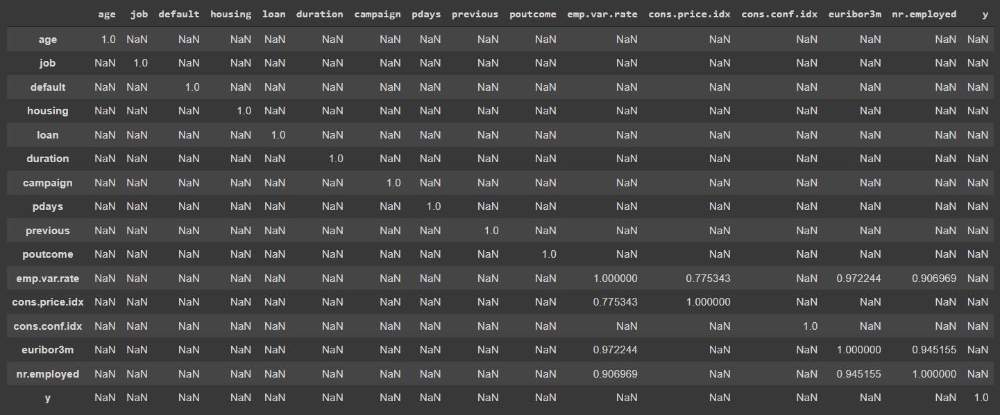 age job default housing loan duration campaign pdays previous poutcome emp.var.rate cons.price.idx cons.conf.idx euribor3m nr.employed y
age 1.0 NaN NaN NaN NaN NaN NaN NaN NaN NaN NaN NaN NaN NaN NaN NaN
job NaN 1.0 NaN NaN NaN NaN NaN NaN NaN NaN NaN NaN NaN NaN NaN NaN
default NaN NaN 1.0 NaN NaN NaN NaN NaN NaN NaN NaN NaN NaN NaN NaN NaN
housing NaN NaN NaN 1.0 NaN NaN NaN NaN NaN NaN NaN NaN NaN NaN NaN NaN
loan NaN NaN NaN NaN 1.0 NaN NaN NaN NaN NaN NaN NaN NaN NaN NaN NaN
duration NaN NaN NaN NaN NaN 1.0 NaN NaN NaN NaN NaN NaN NaN NaN NaN NaN
campaign NaN NaN NaN NaN NaN NaN 1.0 NaN NaN NaN NaN NaN NaN NaN NaN NaN
pdays NaN NaN NaN NaN NaN NaN NaN 1.0 NaN NaN NaN NaN NaN NaN NaN NaN
previous NaN NaN NaN NaN NaN NaN NaN NaN 1.0 NaN NaN NaN NaN NaN NaN NaN
poutcome NaN NaN NaN NaN NaN NaN NaN NaN NaN 1.0 NaN NaN NaN NaN NaN NaN
emp.var.rate NaN NaN NaN NaN NaN NaN NaN NaN NaN NaN 1.000000 0.775343 NaN 0.972244 0.906969 NaN
cons.price.idx NaN NaN NaN NaN NaN NaN NaN NaN NaN NaN 0.775343 1.000000 NaN NaN NaN NaN
cons.conf.idx NaN NaN NaN NaN NaN NaN NaN NaN NaN NaN NaN NaN 1.0 NaN NaN NaN
euribor3m NaN NaN NaN NaN NaN NaN NaN NaN NaN NaN 0.972244 NaN NaN 1.000000 0.945155 NaN
nr.employed NaN NaN NaN NaN NaN NaN NaN NaN NaN NaN 0.906969 NaN NaN 0.945155 1.000000 NaN
y NaN NaN NaN NaN NaN NaN NaN NaN NaN NaN NaN NaN NaN NaN NaN 1.0